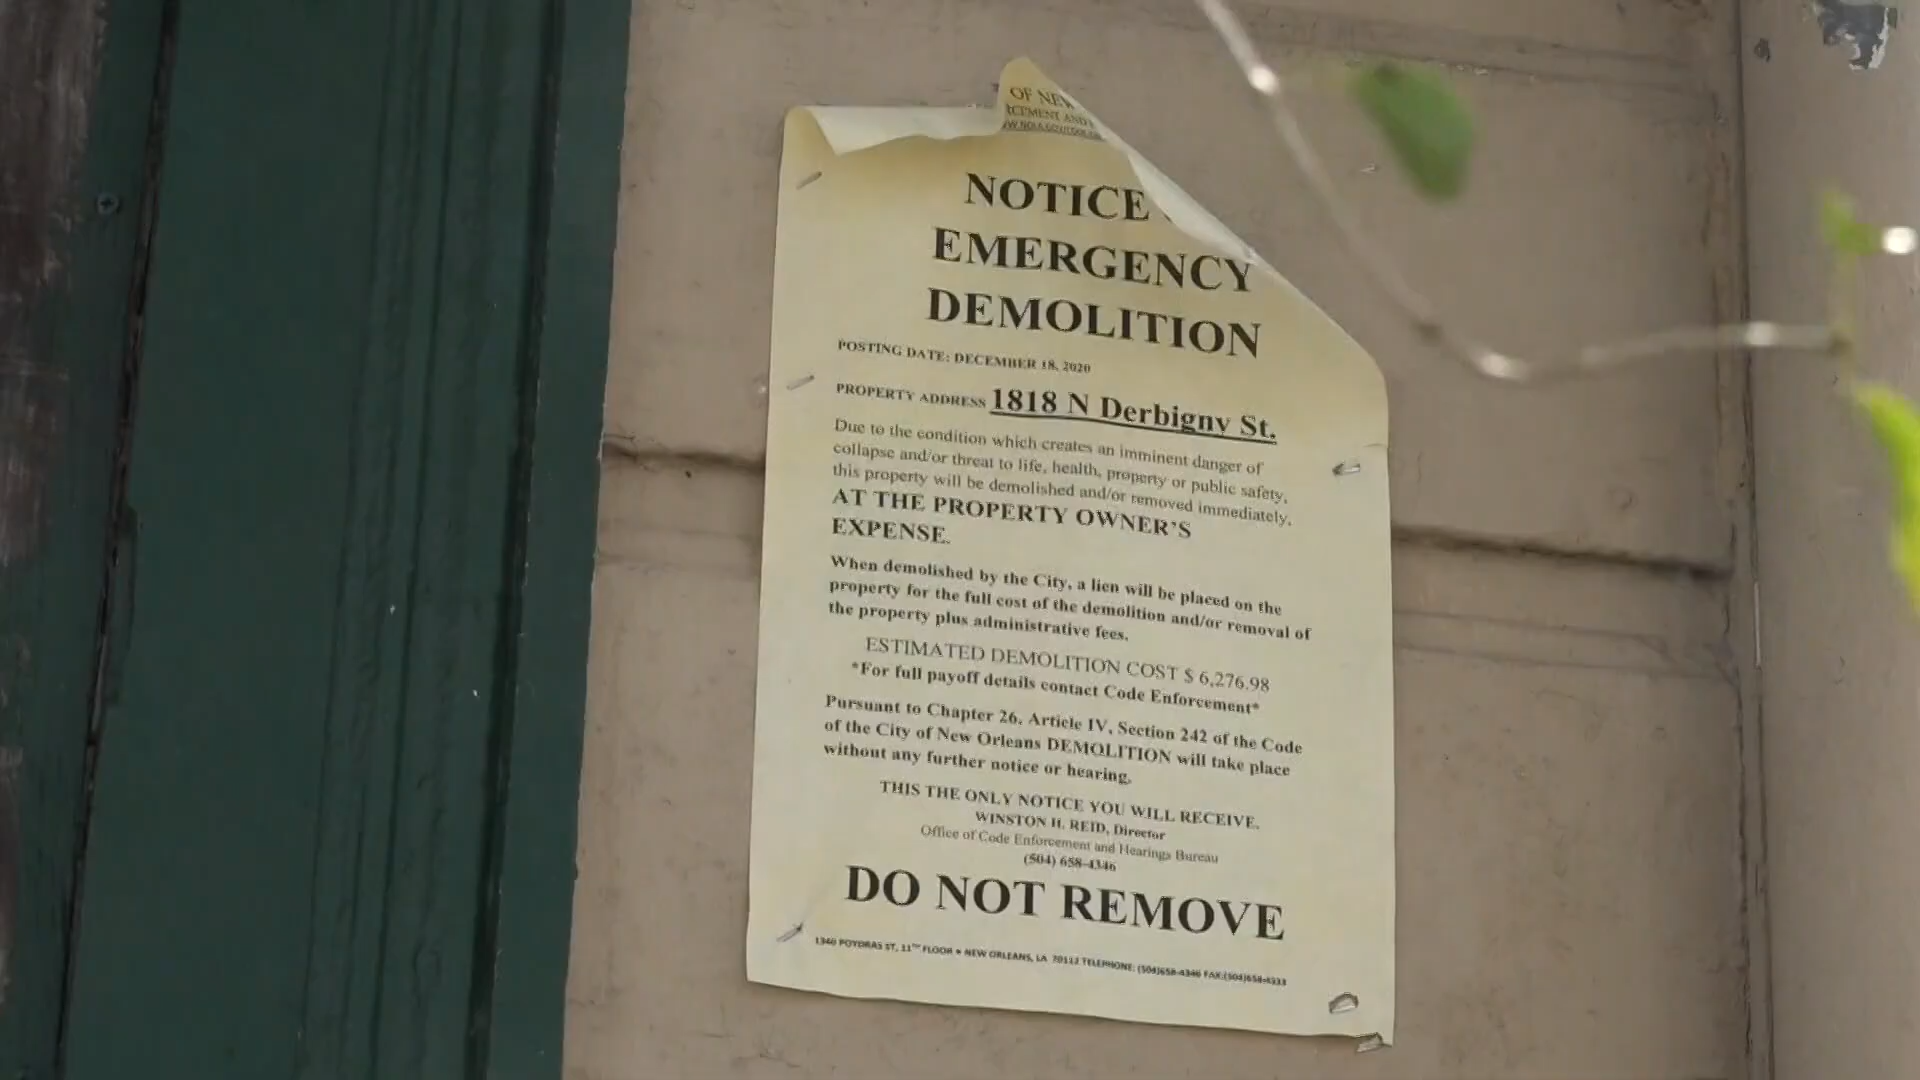 OF NEW
RCEMENT AND
NOTICE
EMERGENCY
DEMOLITION
POSTING DATE: DECEMBER 18, 2020
PROPERTY ADDRESS 1818 N Derbigny St.
Due to the condition which creates an imminent danger of
collapse and/or threat to life, health, property or public safety,
this property will be demolished and/or removed immediately,
AT THE PROPERTY OWNER'S
EXPENSE.
When demolished by the City, a lien will be placed on the
property for the full cost of the demolition and/or removal of
the property plus administrative fees.
ESTIMATED DEMOLITION COST $ 6,276.98
*For full payoff details contact Code Enforcement*
Pursuant to Chapter 26, Article IV, Section 242 of the Code
of the City of New Orleans DEMOLITION will take place
without any further notice or hearing.
THIS THE ONLY NOTICE YOU WILL RECEIVE.
WINSTON H. REID, Director
Office of Code Enforcement and Hearings Bureau
(504) 658-4346
DO NOT REMOVE
1340 POYDRAS ST, 11TH FLOOR • NEW ORLEANS, LA 70112 TELEPHONE: (504)658-4346 FAX:(504)658-4333